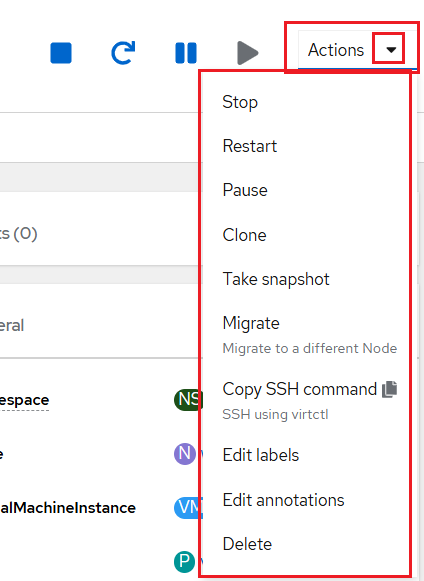 Actions
Stop
Restart
Pause
Clone
ts (0)
Take snapshot
eral
Migrate
Migrate to a different Node
Copy SSH command
espace
NS
SSH using virtctl
e
N
Edit labels
alMachineInstance
VM
Edit annotations
Delete
P